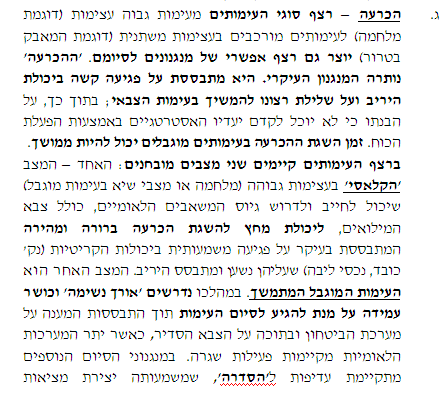 ג. הכרעה – רצף סוגי העימותים מעימות גבוה עצימות (דוגמת
מלחמה) לעימותים מורכבים בעצימות משתנית (דוגמת המאבק
בטרור) יוצר גם רצף אפשרי של מנגנונים לסיומם. 'ההכרעה'
נותרה המנגנון העיקרי. היא מתבססת על פגיעה קשה ביכולת
היריב ועל שלילת רצונו להמשיך בעימות הצבאי; בתוך כך, על
הבנתו כי לא יוכל לקדם יעדיו האסטרטגיים באמצעות הפעלת
הכוח. זמן השגת ההכרעה בעימותים מוגבלים יכול להיות ממושך.
ברצף העימותים קיימים שני מצבים מובחנים: האחד – המצב
'הקלאסי' בעצימות גבוהה (מלחמה או מצבי שיא בעימות מוגבל)
שיכול לחייב ולדרוש גיוס המשאבים הלאומיים, כולל צבא
המילואים, ליכולת מחץ להשגת הכרעה ברורה ומהירה
המתבססת בעיקר על פגיעה משמעותית ביכולות הקריטיות (נק'
כובד, נכסי ליבה) שעליהן נשען ומתבסס היריב. המצב האחר הוא
העימות המוגבל המתמשך. במהלכו נדרשים 'אורך נשימה' וכושר
עמידה על מנת להגיע לסיום העימות תוך התבססות המענה על
מערכת הביטחון ובתוכה על הצבא הסדיר, כאשר יתר המערכות
הלאומיות מקיימות פעילות שגרה. במנגנוני הסיום הנוספים
מתקיימת עדיפות ל'הסדרה', שמשמעותה יצירת מציאות